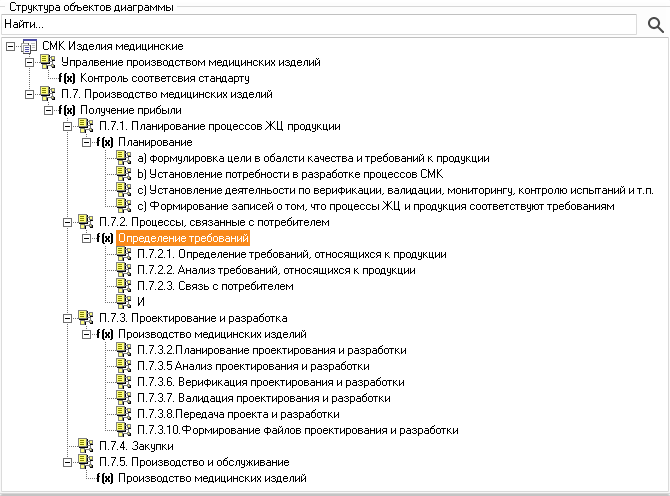 Структура объектов диаграммы
Найти...
СМК Изделия медицинские
Упралвение производством медицинских изделий
f(x) Контроль соответсвия стандарту
П.7. Производство медицинских изделий
f(x) Получение прибыли
П.7.1. Планирование процессов ЖЦ продукции
f(x) Планирование
a) Формулировка цели в обалсти качества и требований к продукции
b) Установление потребности в разработке процессов СМК
c) Установление деятельносьти по верификации, валидации, мониторингу, контролю испытаний и т.п.
c) Формирование записей о том, что процессы ЖЦ и продукция соответствуют требованиям
П.7.2. Процессы, связанные с потребителем
f(x) Определение требований
П.7.2.1. Определение требований, относящихся к продукции
П.7.2.2. Анализ требований, относящихся к продукции
П.7.2.3. Связь с потребителем
И
П.7.3. Проектирование и разработка
f(x) Производство медицинских изделий
П.7.3.2.Планирование проектирования и разработки
П.7.3.5 Анализ проектирования и разработки
П.7.3.6. Верификация проектирования и разработки
П.7.3.7. Валидация проектирования и разработки
П.7.3.8.Передача проекта и разработки
П.7.3.10.Формирование файлов проектирования и разработки
П.7.4. Закупки
П.7.5. Производство и обслуживание
f(x) Производство медицинских изделий